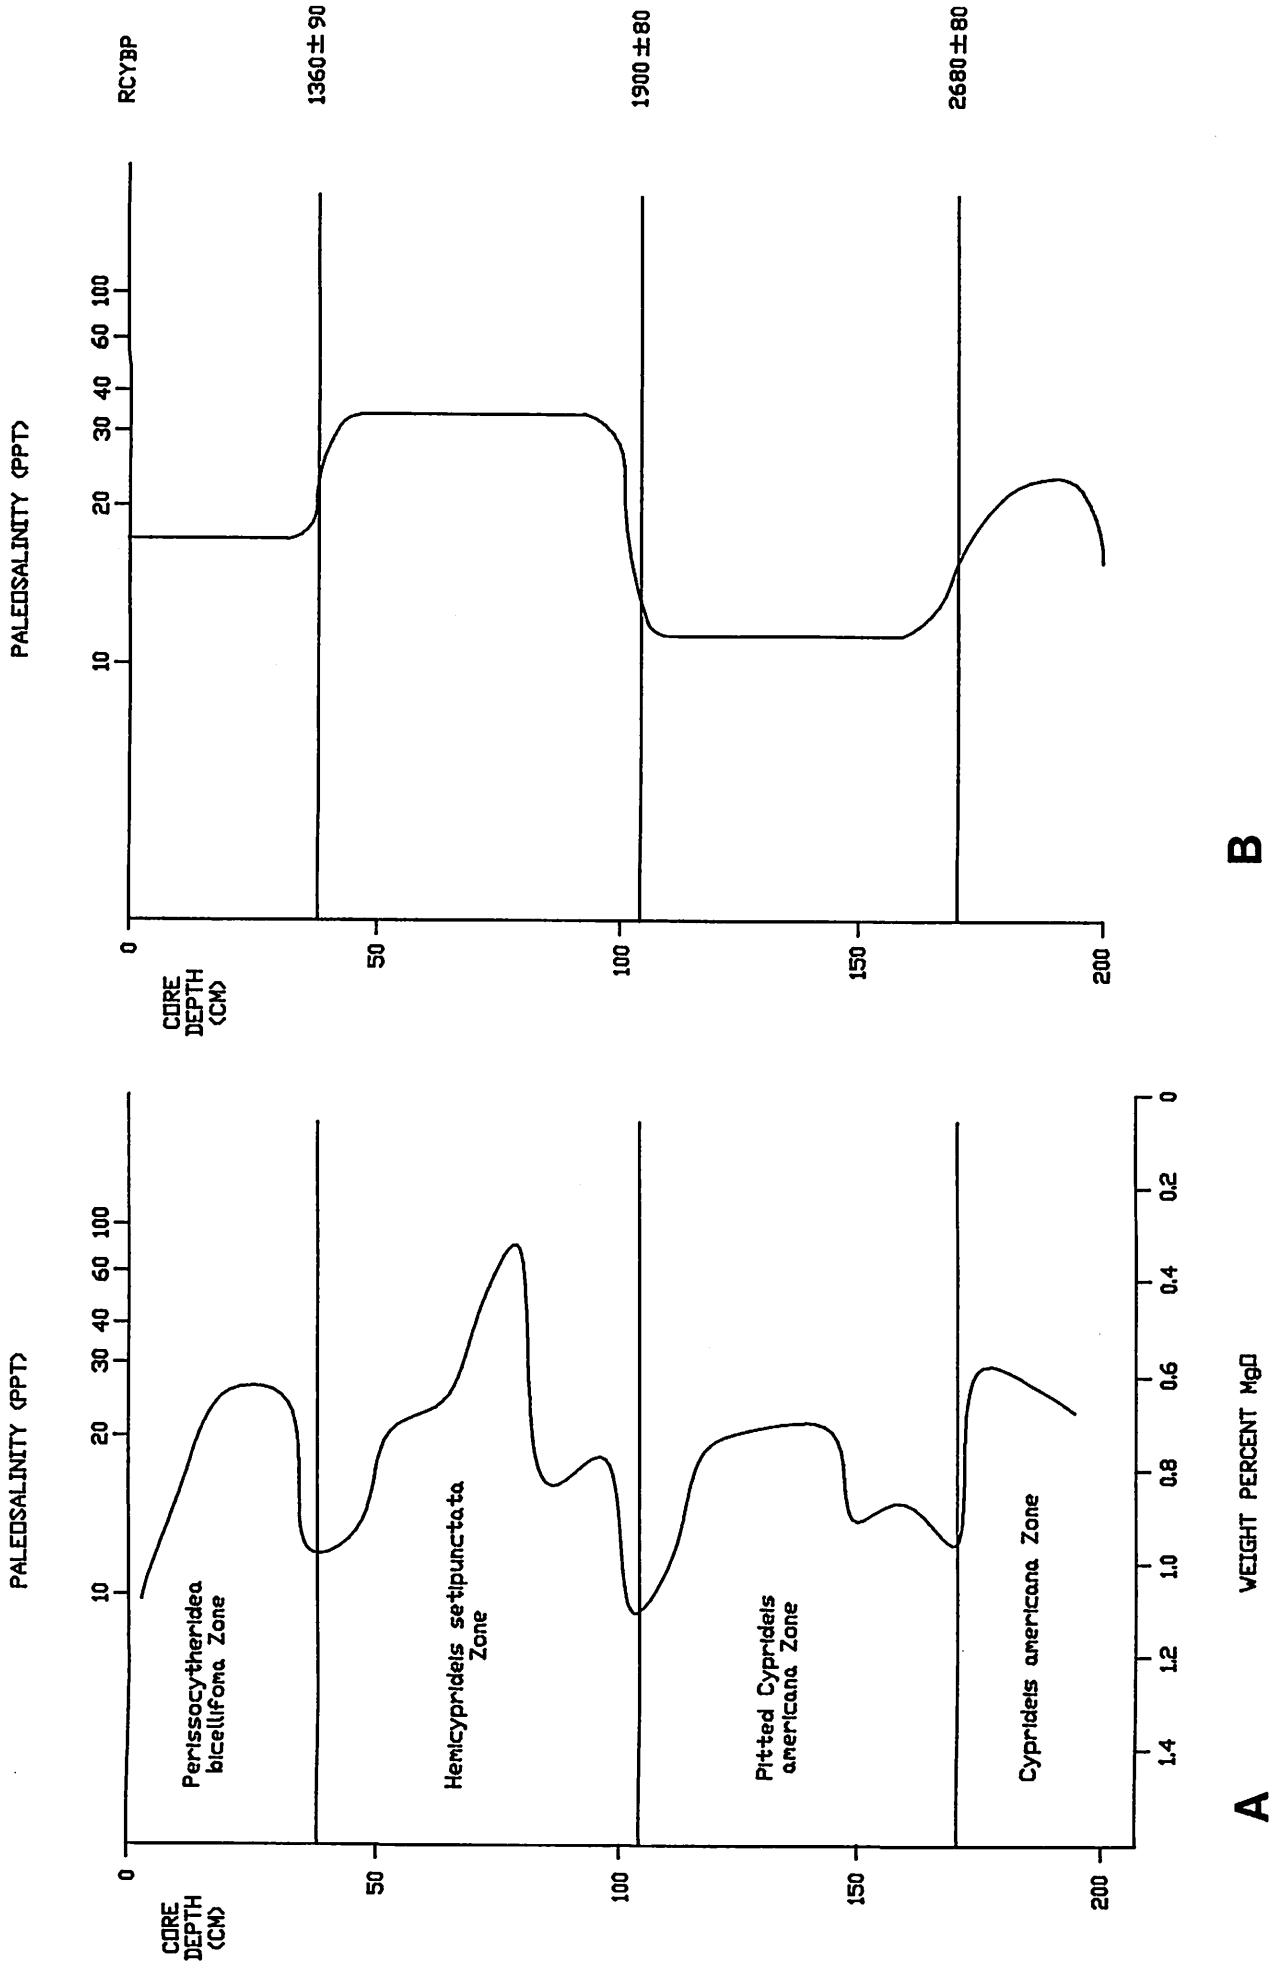 PALEOSALINITY (PPT)
10
20
30
40
60
100
CORE
DEPTH
(CM)
0
50
100
150
200
Perissocytheridea
bicelliforma Zone
Hemicyprideis setipunctata
Zone
Pitted Cyprideis
americana Zone
Cyprideis americana Zone
1.4
1.2
1.0
0.8
0.6
0.4
0.2
0
WEIGHT PERCENT MgO
A
PALEOSALINITY (PPT)
10
20
30
40
60
100
RCYBP
CORE
DEPTH
(CM)
0
50
100
150
200
1360±90
1900±80
2680±80
B